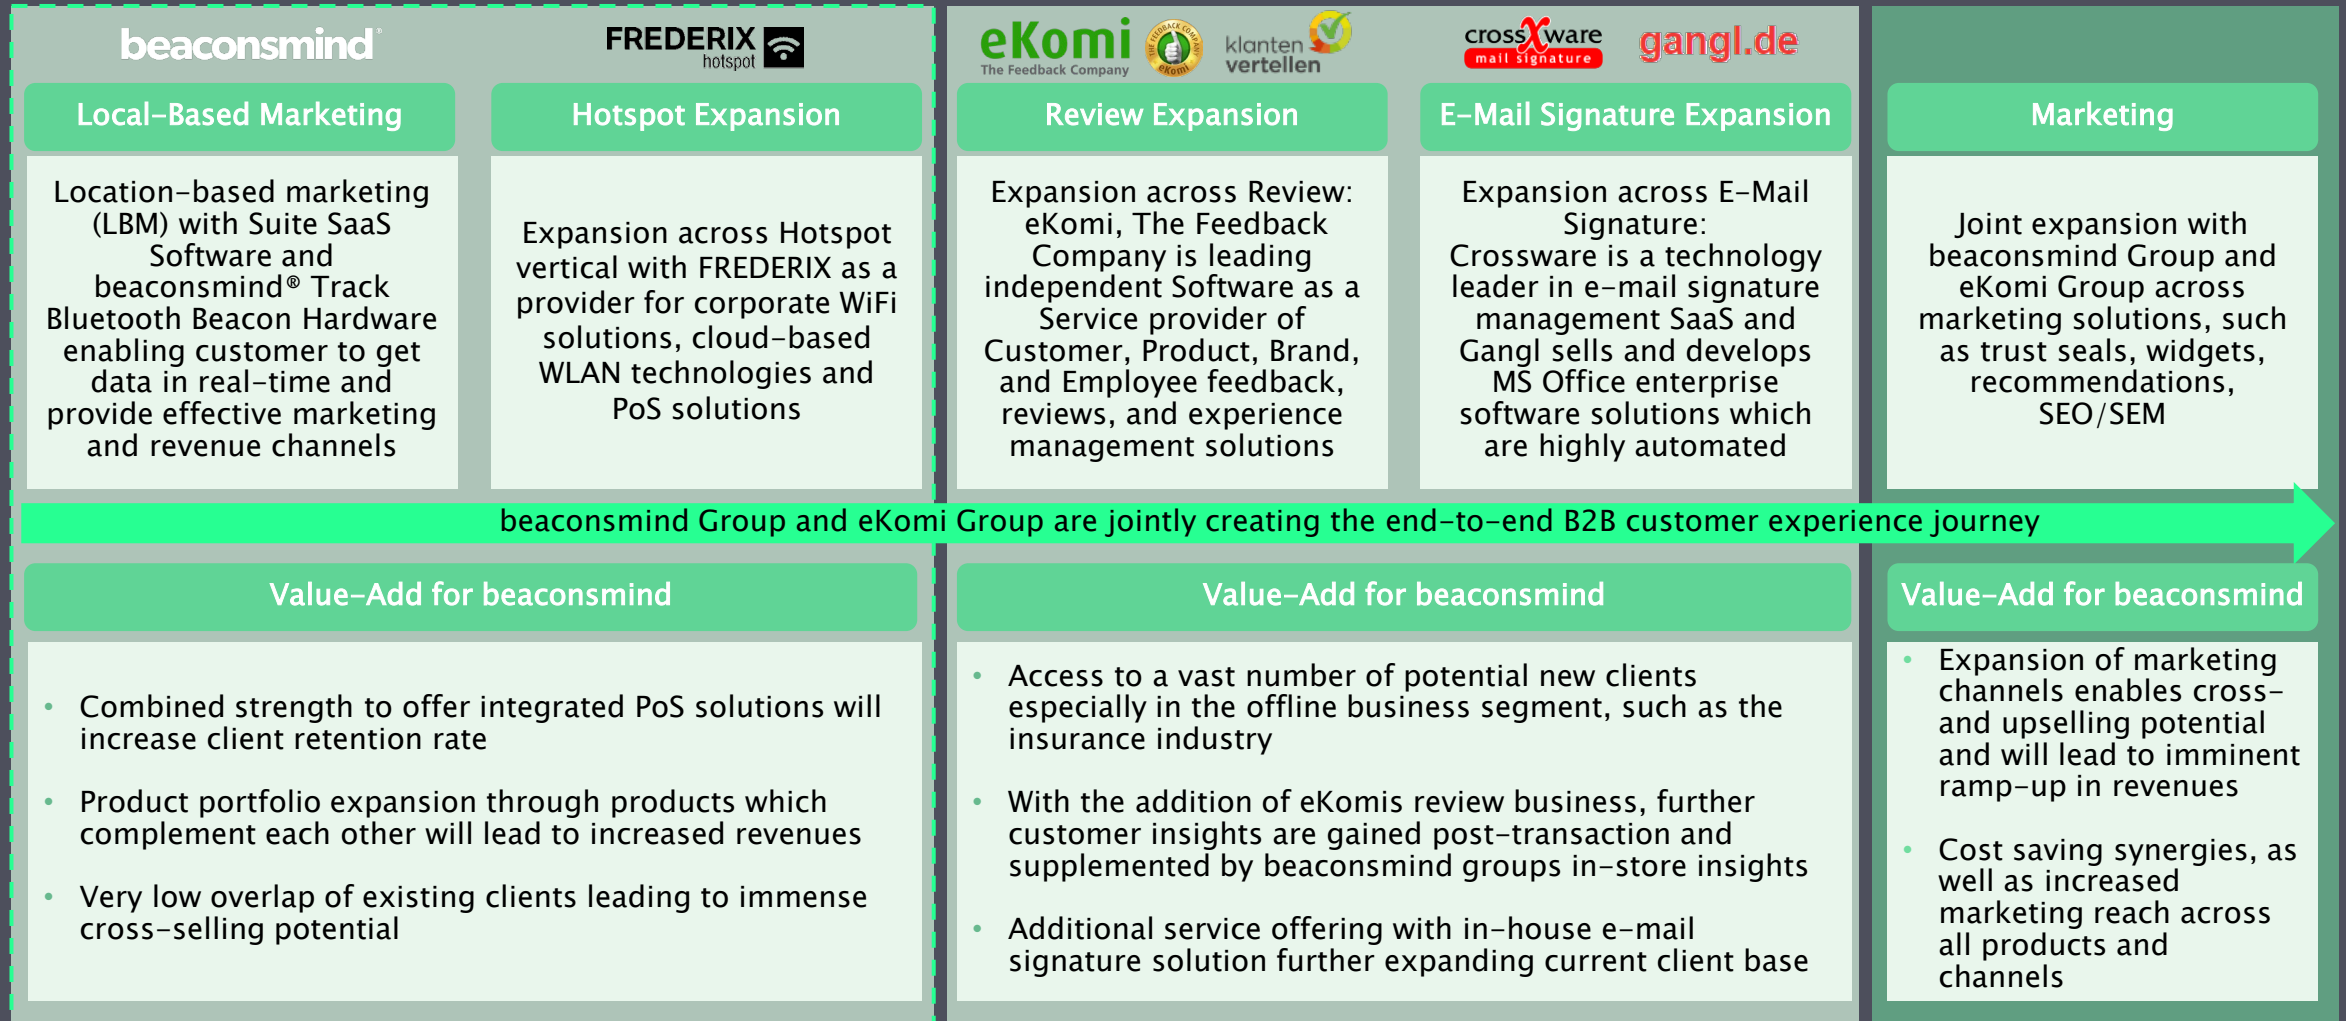 beaconsmind®
Local-Based Marketing
Location-based marketing
(LBM) with Suite SaaS
Software and
beaconsmind® Track
Bluetooth Beacon Hardware
enabling customer to get
data in real-time and
provide effective marketing
and revenue channels
FREDERIX
hotspot
Hotspot Expansion
Expansion across Hotspot
vertical with FREDERIX as a
provider for corporate WiFi
solutions, cloud-based
WLAN technologies and
PoS solutions
eKomi
The Feedback Company
THE FEEDBACK COMPANY
eKomi
klanten
vertellen
Review Expansion
Expansion across Review:
eKomi, The Feedback
Company is leading
independent Software as a
Service provider of
Customer, Product, Brand,
and Employee feedback,
reviews, and experience
management solutions
crossXware
mail signature
gangl.de
E-Mail Signature Expansion
Expansion across E-Mail
Signature:
Crossware is a technology
leader in e-mail signature
management SaaS and
Gangl sells and develops
MS Office enterprise
software solutions which
are highly automated
Marketing
Joint expansion with
beaconsmind Group and
eKomi Group across
marketing solutions, such
as trust seals, widgets,
recommendations,
SEO/SEM
beaconsmind Group and eKomi Group are jointly creating the end-to-end B2B customer experience journey
Value-Add for beaconsmind
• Combined strength to offer integrated PoS solutions will
increase client retention rate
• Product portfolio expansion through products which
complement each other will lead to increased revenues
• Very low overlap of existing clients leading to immense
cross-selling potential
Value-Add for beaconsmind
• Access to a vast number of potential new clients
especially in the offline business segment, such as the
insurance industry
• With the addition of eKomis review business, further
customer insights are gained post-transaction and
supplemented by beaconsmind groups in-store insights
• Additional service offering with in-house e-mail
signature solution further expanding current client base
Value-Add for beaconsmind
• Expansion of marketing
channels enables cross-
and upselling potential
and will lead to imminent
ramp-up in revenues
• Cost saving synergies, as
well as increased
marketing reach across
all products and
channels